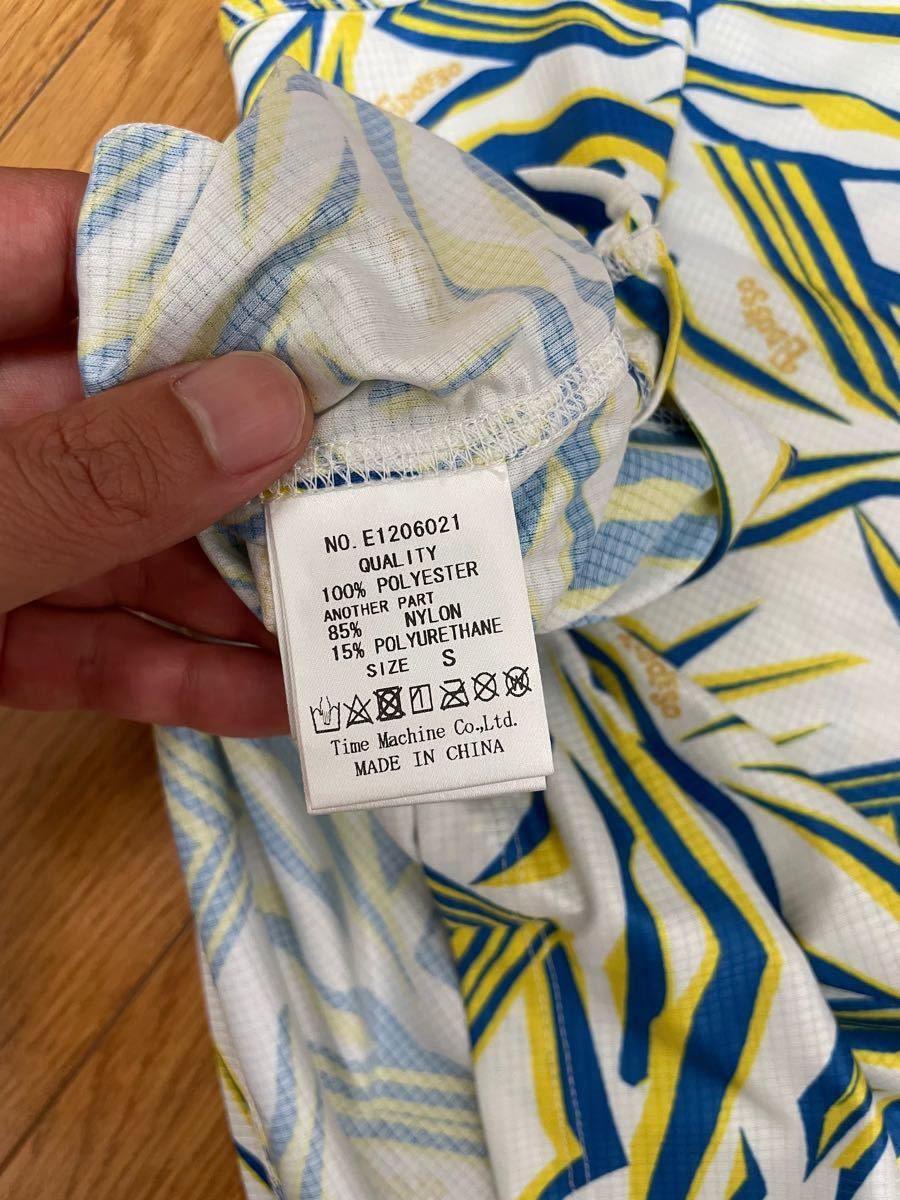 NO. E1206021
QUALITY
100% POLYESTER
ANOTHER PART
85% NYLON
15% POLYURETHANE
SIZE S
Time Machine Co.,Ltd.
MADE IN CHINA